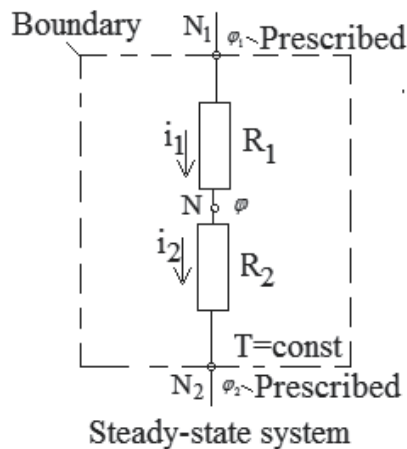 Boundary
N₁ φ₁ Prescribed
i₁ R₁
N φ
i₂ R₂
T=const
N₂ φ₂ Prescribed
Steady-state system